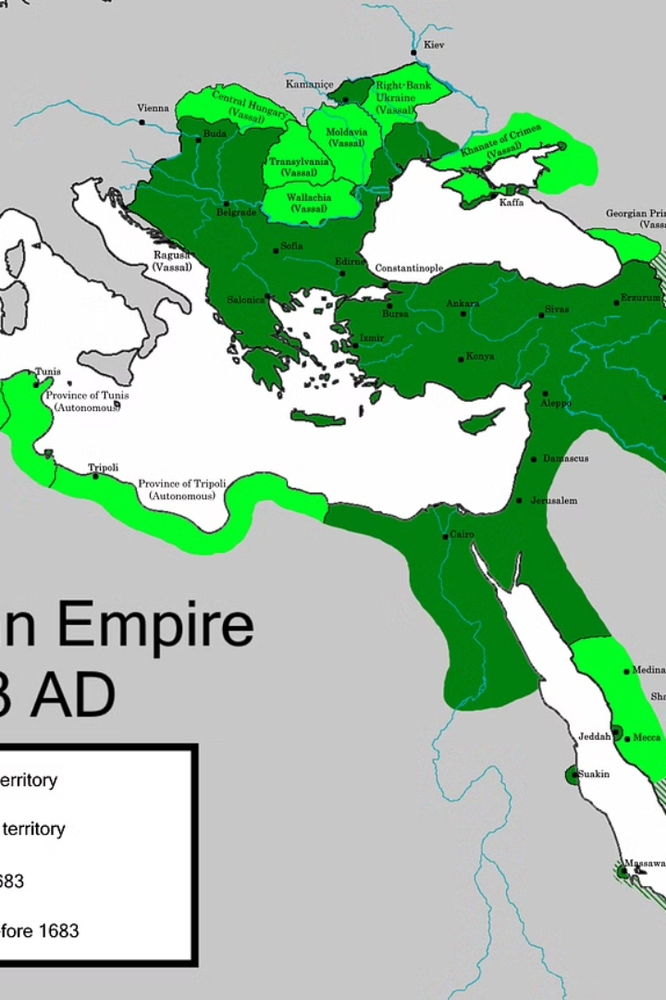 Kiev
Kamaniçe
Right-Bank
Ukraine
(Vassal)
Central Hungary
(Vassal)
Vienna
Buda
Moldavia
(Vassal)
Khanate of Crimea
(Vassal)
Transylvania
(Vassal)
Wallachia
(Vassal)
Kaffa
Belgrade
Georgian
Sofia
Ragusa
(Vassal)
Edirne
Constantinople
Salonica
Bursa
Ankara
Sivas
Erzurum
Izmir
Konya
Tunis
Province of Tunis
(Autonomous)
Aleppo
Damascus
Tripoli
Province of Tripoli
(Autonomous)
Jerusalem
Cairo
n Empire
3 AD
Medina
Sha
Jeddah
Mecca
Suakin
Massawa
erritory
territory
683
fore 1683